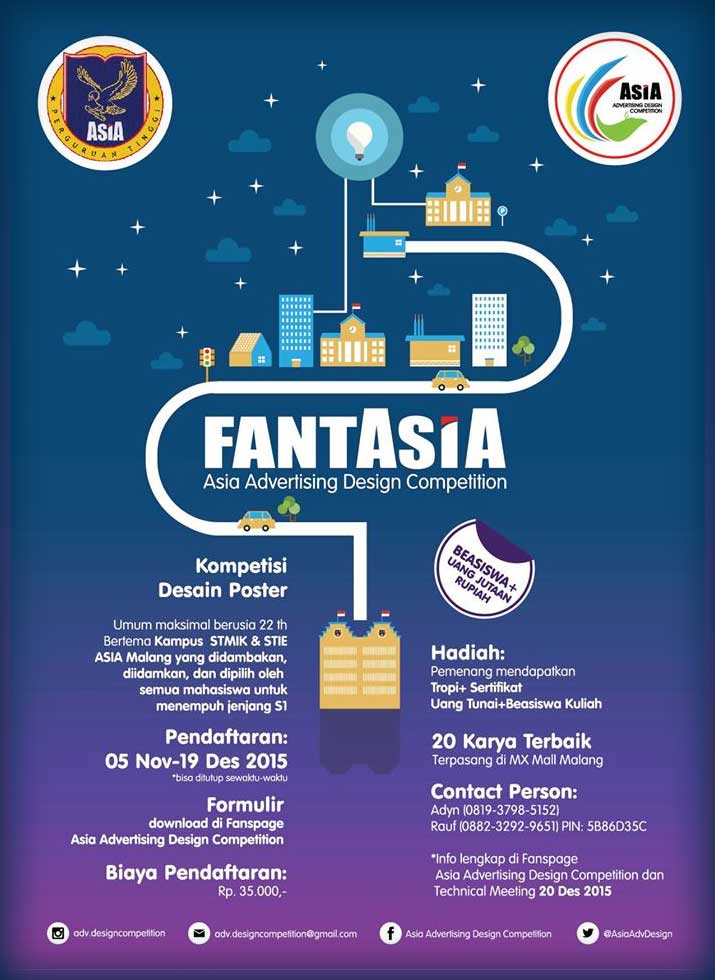 PERGURUAN TINGGI
ASIA
ASIA
ADVERTISING DESIGN
COMPETITION
P
FANTASIA
Asia Advertising Design Competition
Kompetisi
Desain Poster
Umum maksimal berusia 22 th
Bertema Kampus STMIK & STIE
ASIA Malang yang didambakan,
diidamkan, dan dipilih oleh
semua mahasiswa untuk
menempuh jenjang S1
Pendaftaran:
05 Nov-19 Des 2015
*bisa ditutup sewaktu-waktu
Formulir
download di Fanspage
Asia Advertising Design Competition
Biaya Pendaftaran:
Rp. 35.000,-
BEASISWA+
UANG JUTAAN
RUPIAH
Hadiah:
Pemenang mendapatkan
Tropi+ Sertifikat
Uang Tunai+Beasiswa Kuliah
20 Karya Terbaik
Terpasang di MX Mall Malang
Contact Person:
Adyn (0819-3798-5152)
Rauf (0882-3292-9651) PIN: 5B86D35C
*Info lengkap di Fanspage
Asia Advertising Design Competition dan
Technical Meeting 20 Des 2015
adv.designcompetition
adv.designcompetition@gmail.com
Asia Advertising Design Competition
@AsiaAdvDesign